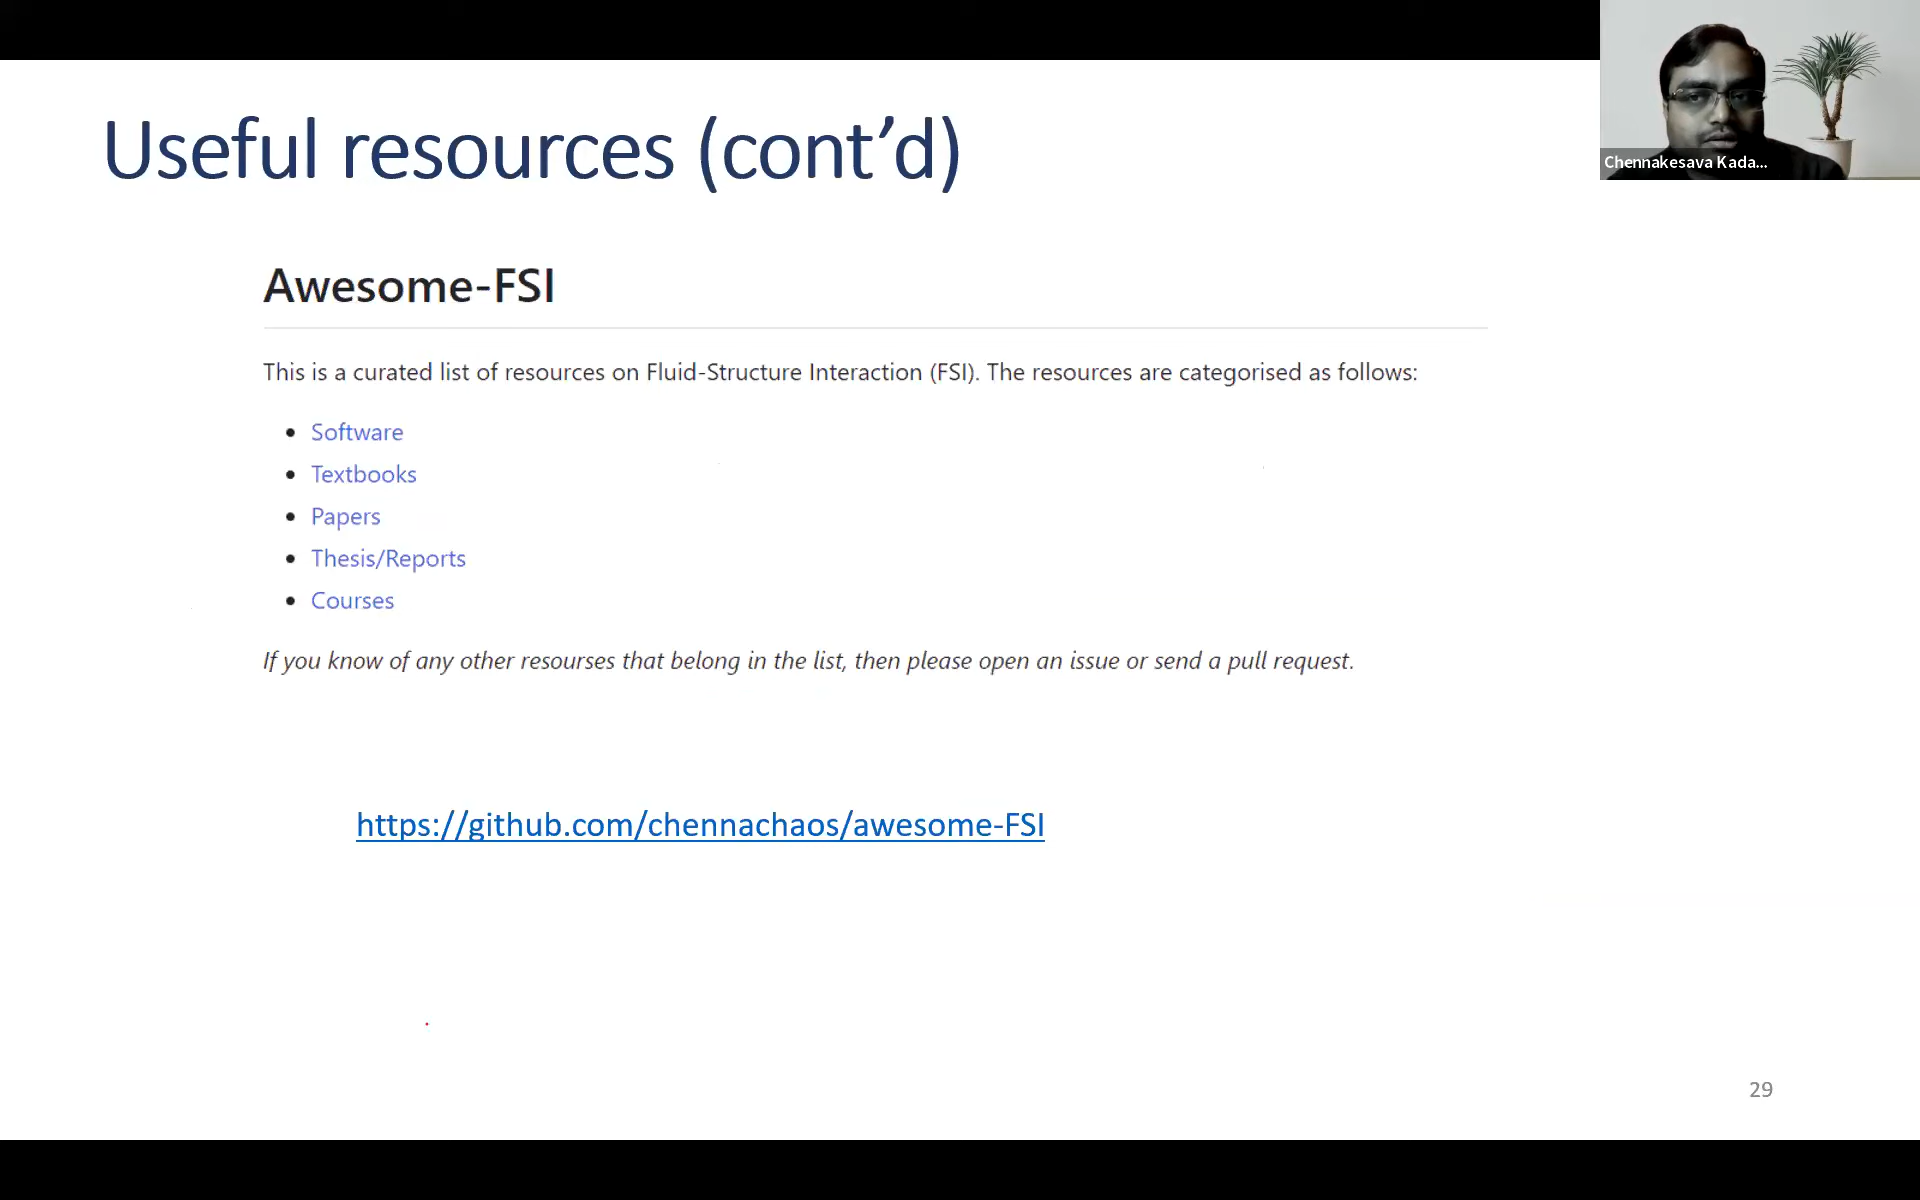 Useful resources (cont’d)
Chennakesava Kada...
Awesome-FSI
This is a curated list of resources on Fluid-Structure Interaction (FSI). The resources are categorised as follows:
• Software
• Textbooks
• Papers
• Thesis/Reports
• Courses
If you know of any other resourses that belong in the list, then please open an issue or send a pull request.
https://github.com/chennachaos/awesome-FSI
29